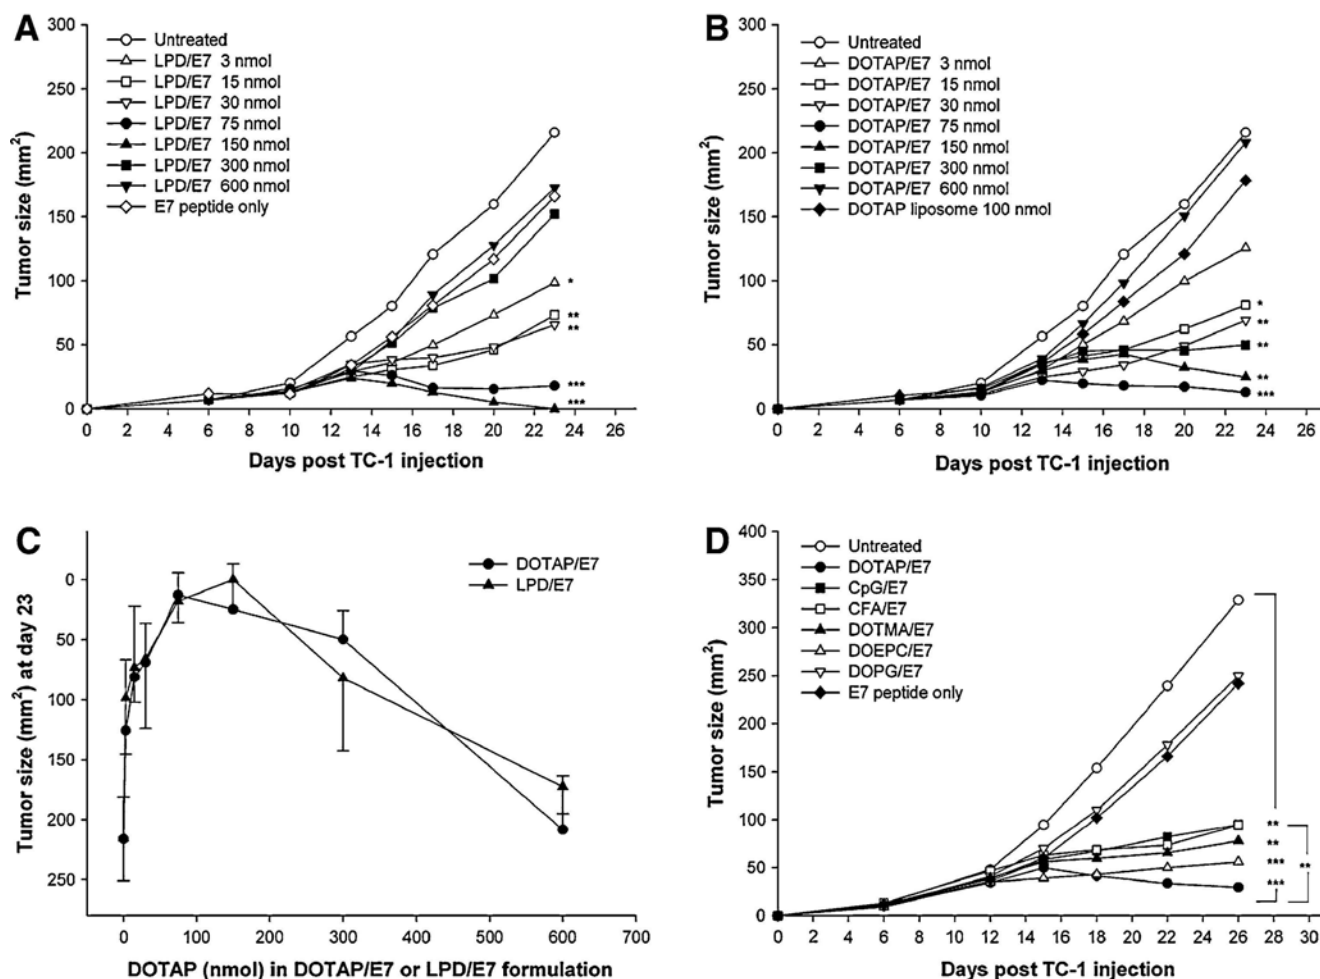 A
300
250
200
150
100
50
0
Tumor size (mm²)
Untreated
LPD/E7 3 nmol
LPD/E7 15 nmol
LPD/E7 30 nmol
LPD/E7 75 nmol
LPD/E7 150 nmol
LPD/E7 300 nmol
LPD/E7 600 nmol
E7 peptide only
*
**
**
***
***
0 2 4 6 8 10 12 14 16 18 20 22 24 26
Days post TC-1 injection
B
300
250
200
150
100
50
0
Tumor size (mm²)
Untreated
DOTAP/E7 3 nmol
DOTAP/E7 15 nmol
DOTAP/E7 30 nmol
DOTAP/E7 75 nmol
DOTAP/E7 150 nmol
DOTAP/E7 300 nmol
DOTAP/E7 600 nmol
DOTAP liposome 100 nmol
*
**
**
**
***
0 2 4 6 8 10 12 14 16 18 20 22 24 26
Days post TC-1 injection
C
0
50
100
150
200
250
Tumor size (mm²) at day 23
DOTAP/E7
LPD/E7
0 100 200 300 400 500 600 700
DOTAP (nmol) in DOTAP/E7 or LPD/E7 formulation
D
400
350
300
250
200
150
100
50
0
Tumor size (mm²)
Untreated
DOTAP/E7
CpG/E7
CFA/E7
DOTMA/E7
DOEPC/E7
DOPG/E7
E7 peptide only
**
**
***
***
**
0 2 4 6 8 10 12 14 16 18 20 22 24 26 28 30
Days post TC-1 injection